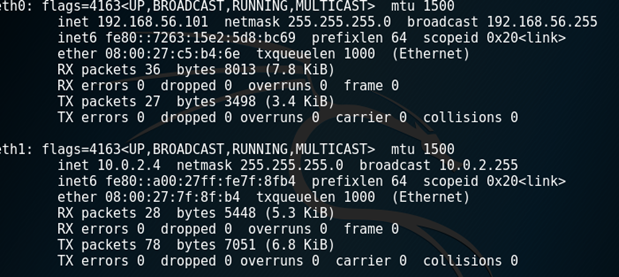 eth0: flags=4163<UP,BROADCAST,RUNNING,MULTICAST>  mtu 1500
inet 192.168.56.101  netmask 255.255.255.0  broadcast 192.168.56.255
inet6 fe80::7263:15e2:5d8:bc69  prefixlen 64  scopeid 0x20<link>
ether 08:00:27:c5:b4:6e  txqueuelen 1000  (Ethernet)
RX packets 36  bytes 8013 (7.8 KiB)
RX errors 0  dropped 0  overruns 0  frame 0
TX packets 27  bytes 3498 (3.4 KiB)
TX errors 0  dropped 0 overruns 0  carrier 0  collisions 0
eth1: flags=4163<UP,BROADCAST,RUNNING,MULTICAST>  mtu 1500
inet 10.0.2.4  netmask 255.255.255.0  broadcast 10.0.2.255
inet6 fe80::a00:27ff:fe7f:8fb4  prefixlen 64  scopeid 0x20<link>
ether 08:00:27:7f:8f:b4  txqueuelen 1000  (Ethernet)
RX packets 28  bytes 5448 (5.3 KiB)
RX errors 0  dropped 0  overruns 0  frame 0
TX packets 78  bytes 7051 (6.8 KiB)
TX errors 0  dropped 0 overruns 0  carrier 0  collisions 0